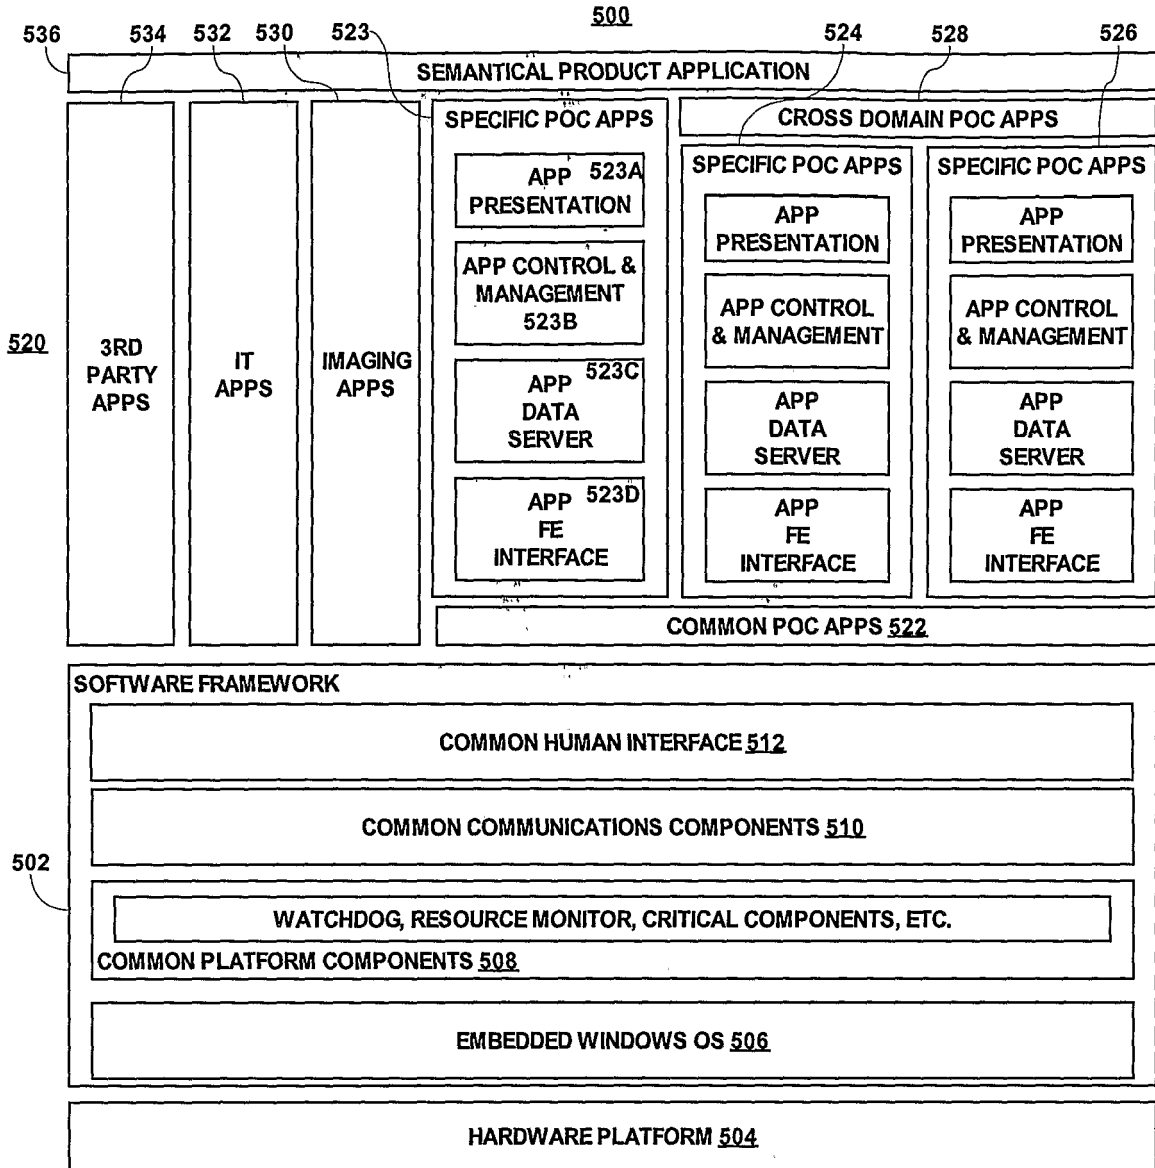 500
536
534
532
530
523
524
528
526
SEMANTICAL PRODUCT APPLICATION
520
3RD
PARTY
APPS
IT
APPS
IMAGING
APPS
SPECIFIC POC APPS
APP 523A
PRESENTATION
APP CONTROL &
MANAGEMENT
523B
523C
APP
DATA
SERVER
APP 523D
FE
INTERFACE
CROSS DOMAIN POC APPS
SPECIFIC POC APPS
APP
PRESENTATION
APP CONTROL
& MANAGEMENT
APP
DATA
SERVER
APP
FE
INTERFACE
SPECIFIC POC APPS
APP
PRESENTATION
APP CONTROL
& MANAGEMENT
APP
DATA
SERVER
APP
FE
INTERFACE
COMMON POC APPS 522
SOFTWARE FRAMEWORK
COMMON HUMAN INTERFACE 512
COMMON COMMUNICATIONS COMPONENTS 510
502
WATCHDOG, RESOURCE MONITOR, CRITICAL COMPONENTS, ETC.
COMMON PLATFORM COMPONENTS 508
EMBEDDED WINDOWS OS 506
HARDWARE PLATFORM 504